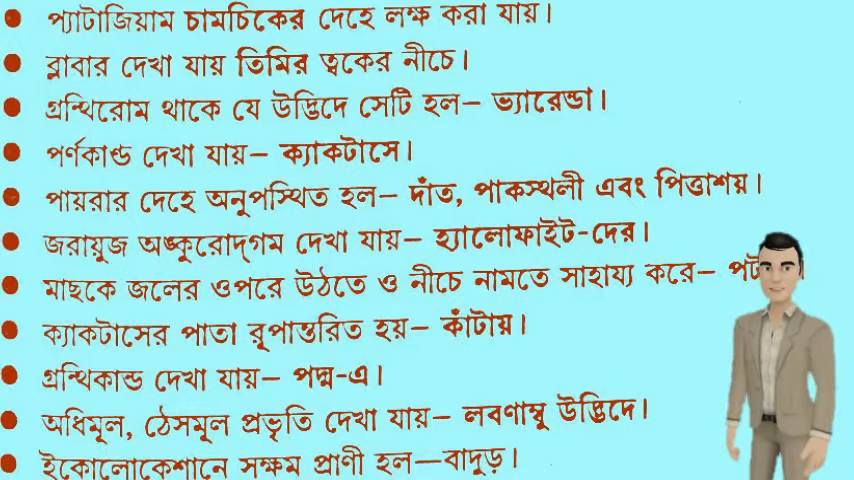 প্যাটাজিয়াম চামচিকের দেহে লক্ষ করা যায়।
ব্লাবার দেখা যায় তিমির ত্বকের নীচে।
গ্রন্থিরোম থাকে যে উদ্ভিদে সেটি হল– ভ্যারেন্ডা।
পর্ণকাণ্ড দেখা যায়– ক্যাকটাসে।
পায়রার দেহে অনুপস্থিত হল– দাঁত, পাকস্থলী এবং পিত্তাশয়।
জরায়ুজ অঙ্কুরোদ্‌গম দেখা যায়– হ্যালোফাইট-দের।
মাছকে জলের ওপরে উঠতে ও নীচে নামতে সাহায্য করে–
ক্যাকটাসের পাতা রূপান্তরিত হয়– কাঁটায়।
গ্রন্থিকান্ড দেখা যায়– পদ্ম-এ।
অধিমূল, ঠেসমূল প্রভৃতি দেখা যায়– লবণাম্বু উদ্ভিদে।
ইকোলোকেশানে সক্ষম প্রাণী হল—বাদুড়।